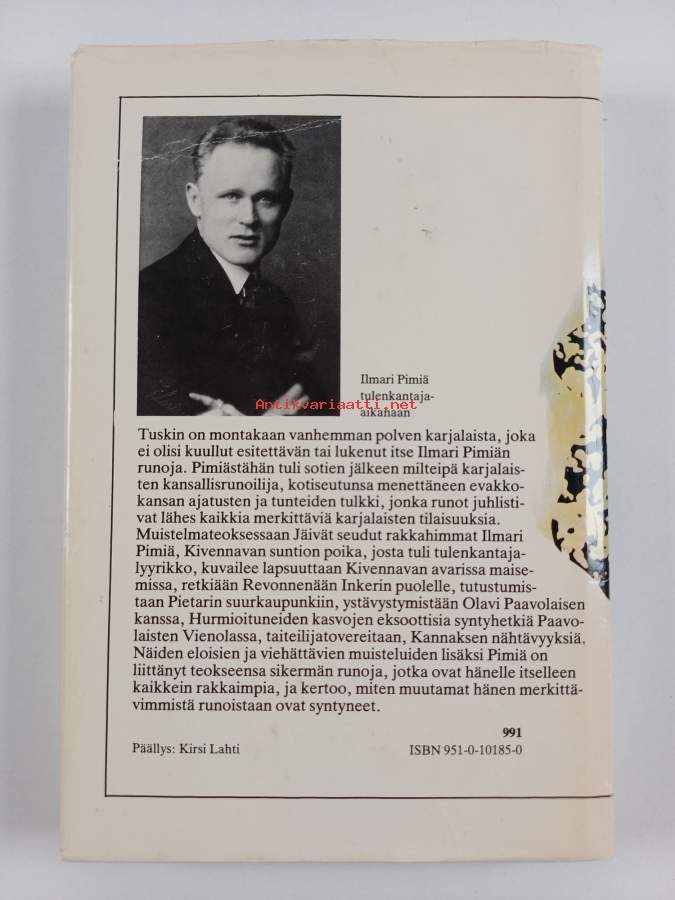 Ilmari Pimiä
tulenkantaja-
aikanaan
Antikvariaatti.net
Tuskin on montakaan vanhemman polven karjalaista, joka
ei olisi kuullut esitettävän tai lukenut itse Ilmari Pimiän
runoja. Pimiästähän tuli sotien jälkeen milteipä karjalais-
ten kansallisrunoilija, kotiseutunsa menettäneen evakko-
kansan ajatusten ja tunteiden tulkki, jonka runot juhlisti-
vat lähes kaikkia merkittäviä karjalaisten tilaisuuksia.
Muistelmateoksessaan Jäivät seudut rakkahimmat Ilmari
Pimiä, Kivennavan suntion poika, josta tuli tulenkantaja-
lyyrikko, kuvailee lapsuuttaan Kivennavan avarissa maise-
missa, retkiään Revonnenään Inkerin puolelle, tutustumis-
taan Pietarin suurkaupunkiin, ystävystymistään Olavi Paavolaisen
kanssa, Hurmioituneiden kasvojen eksoottisia syntyhetkiä Paavo-
laisten Vienolassa, taiteilijatovereitaan, Kannaksen nähtävyyksiä.
Näiden eloisien ja viehättävien muisteluiden lisäksi Pimiä on
liittänyt teokseensa sikermän runoja, jotka ovat hänelle itselleen
kaikkein rakkaimpia, ja kertoo, miten muutamat hänen merkittä-
vimmistä runoistaan ovat syntyneet.
991
Päällys: Kirsi Lahti ISBN 951-0-10185-0